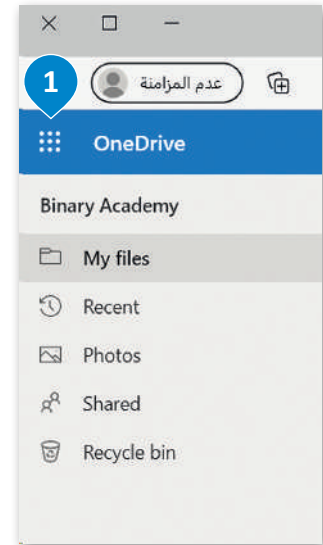 1
عدم المزامنة
OneDrive
Binary Academy
My files
Recent
Photos
Shared
Recycle bin